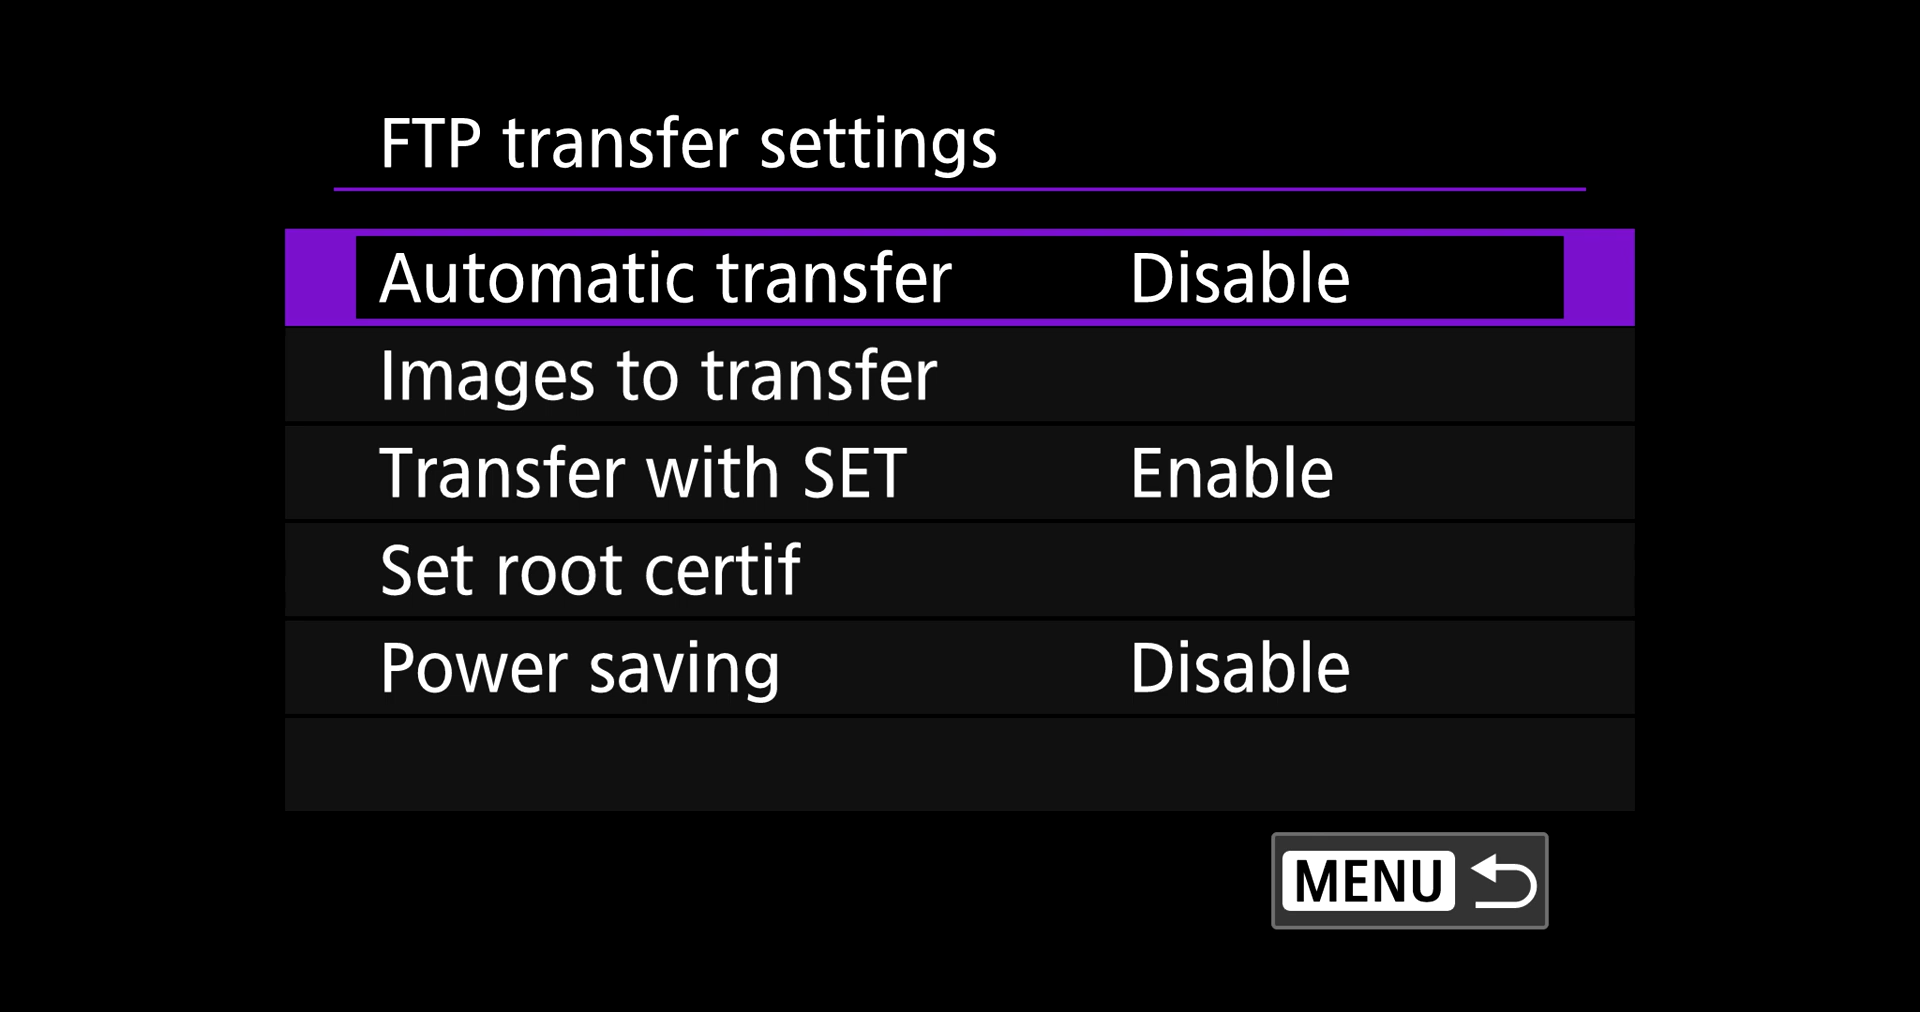 FTP transfer settings
Automatic transfer Disable
Images to transfer
Transfer with SET Enable
Set root certif
Power saving Disable
MENU